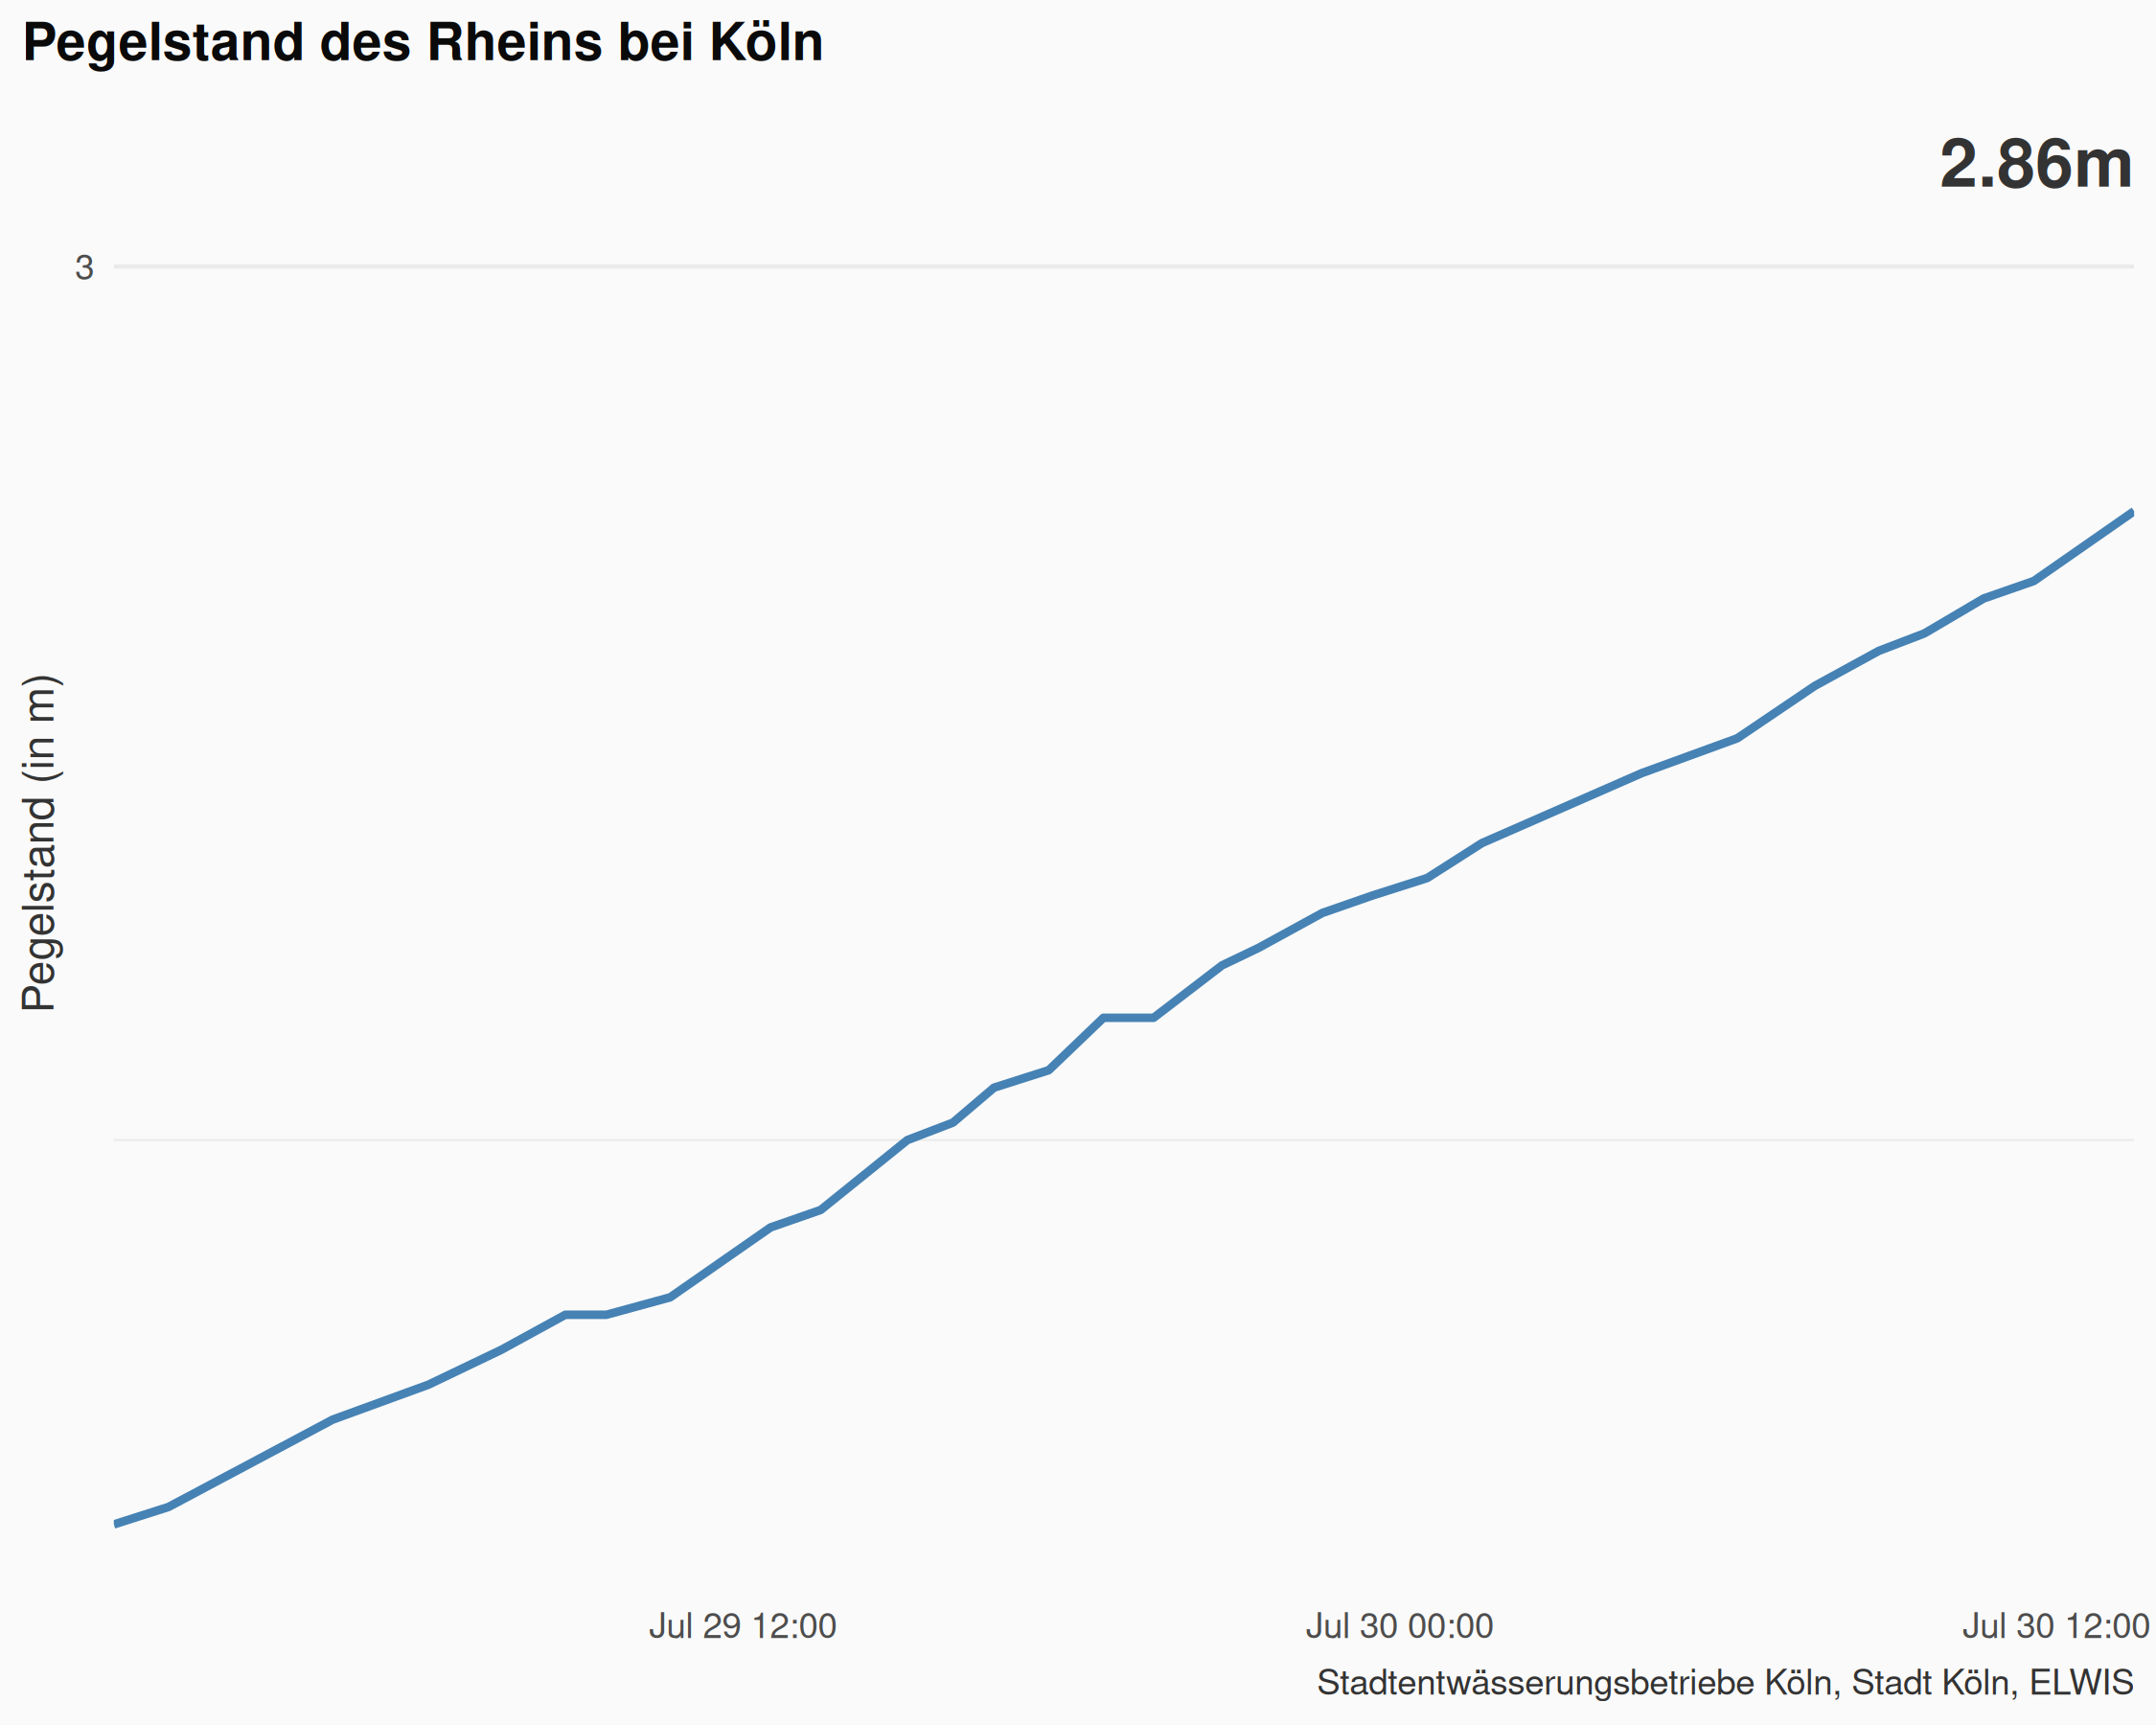 Pegelstand des Rheins bei Köln
2.86m
3
Pegelstand (in m)
Jul 29 12:00
Jul 30 00:00
Jul 30 12:00
Stadtentwässerungsbetriebe Köln, Stadt Köln, ELWIS